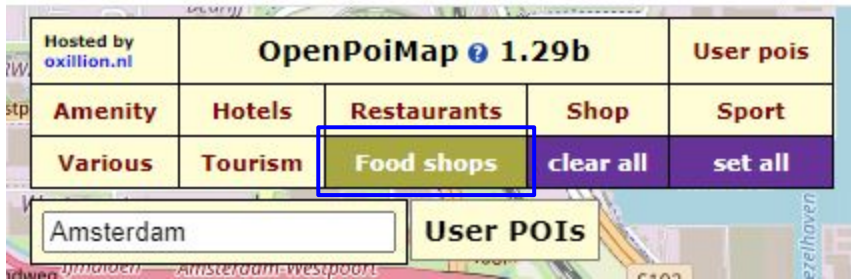 Hosted by
oxillion.nl
OpenPoiMap ? 1.29b
User pois
Amenity Hotels Restaurants Shop Sport
Various Tourism Food shops clear all set all
Amsterdam User POIs
Amsterdam-Westpoort